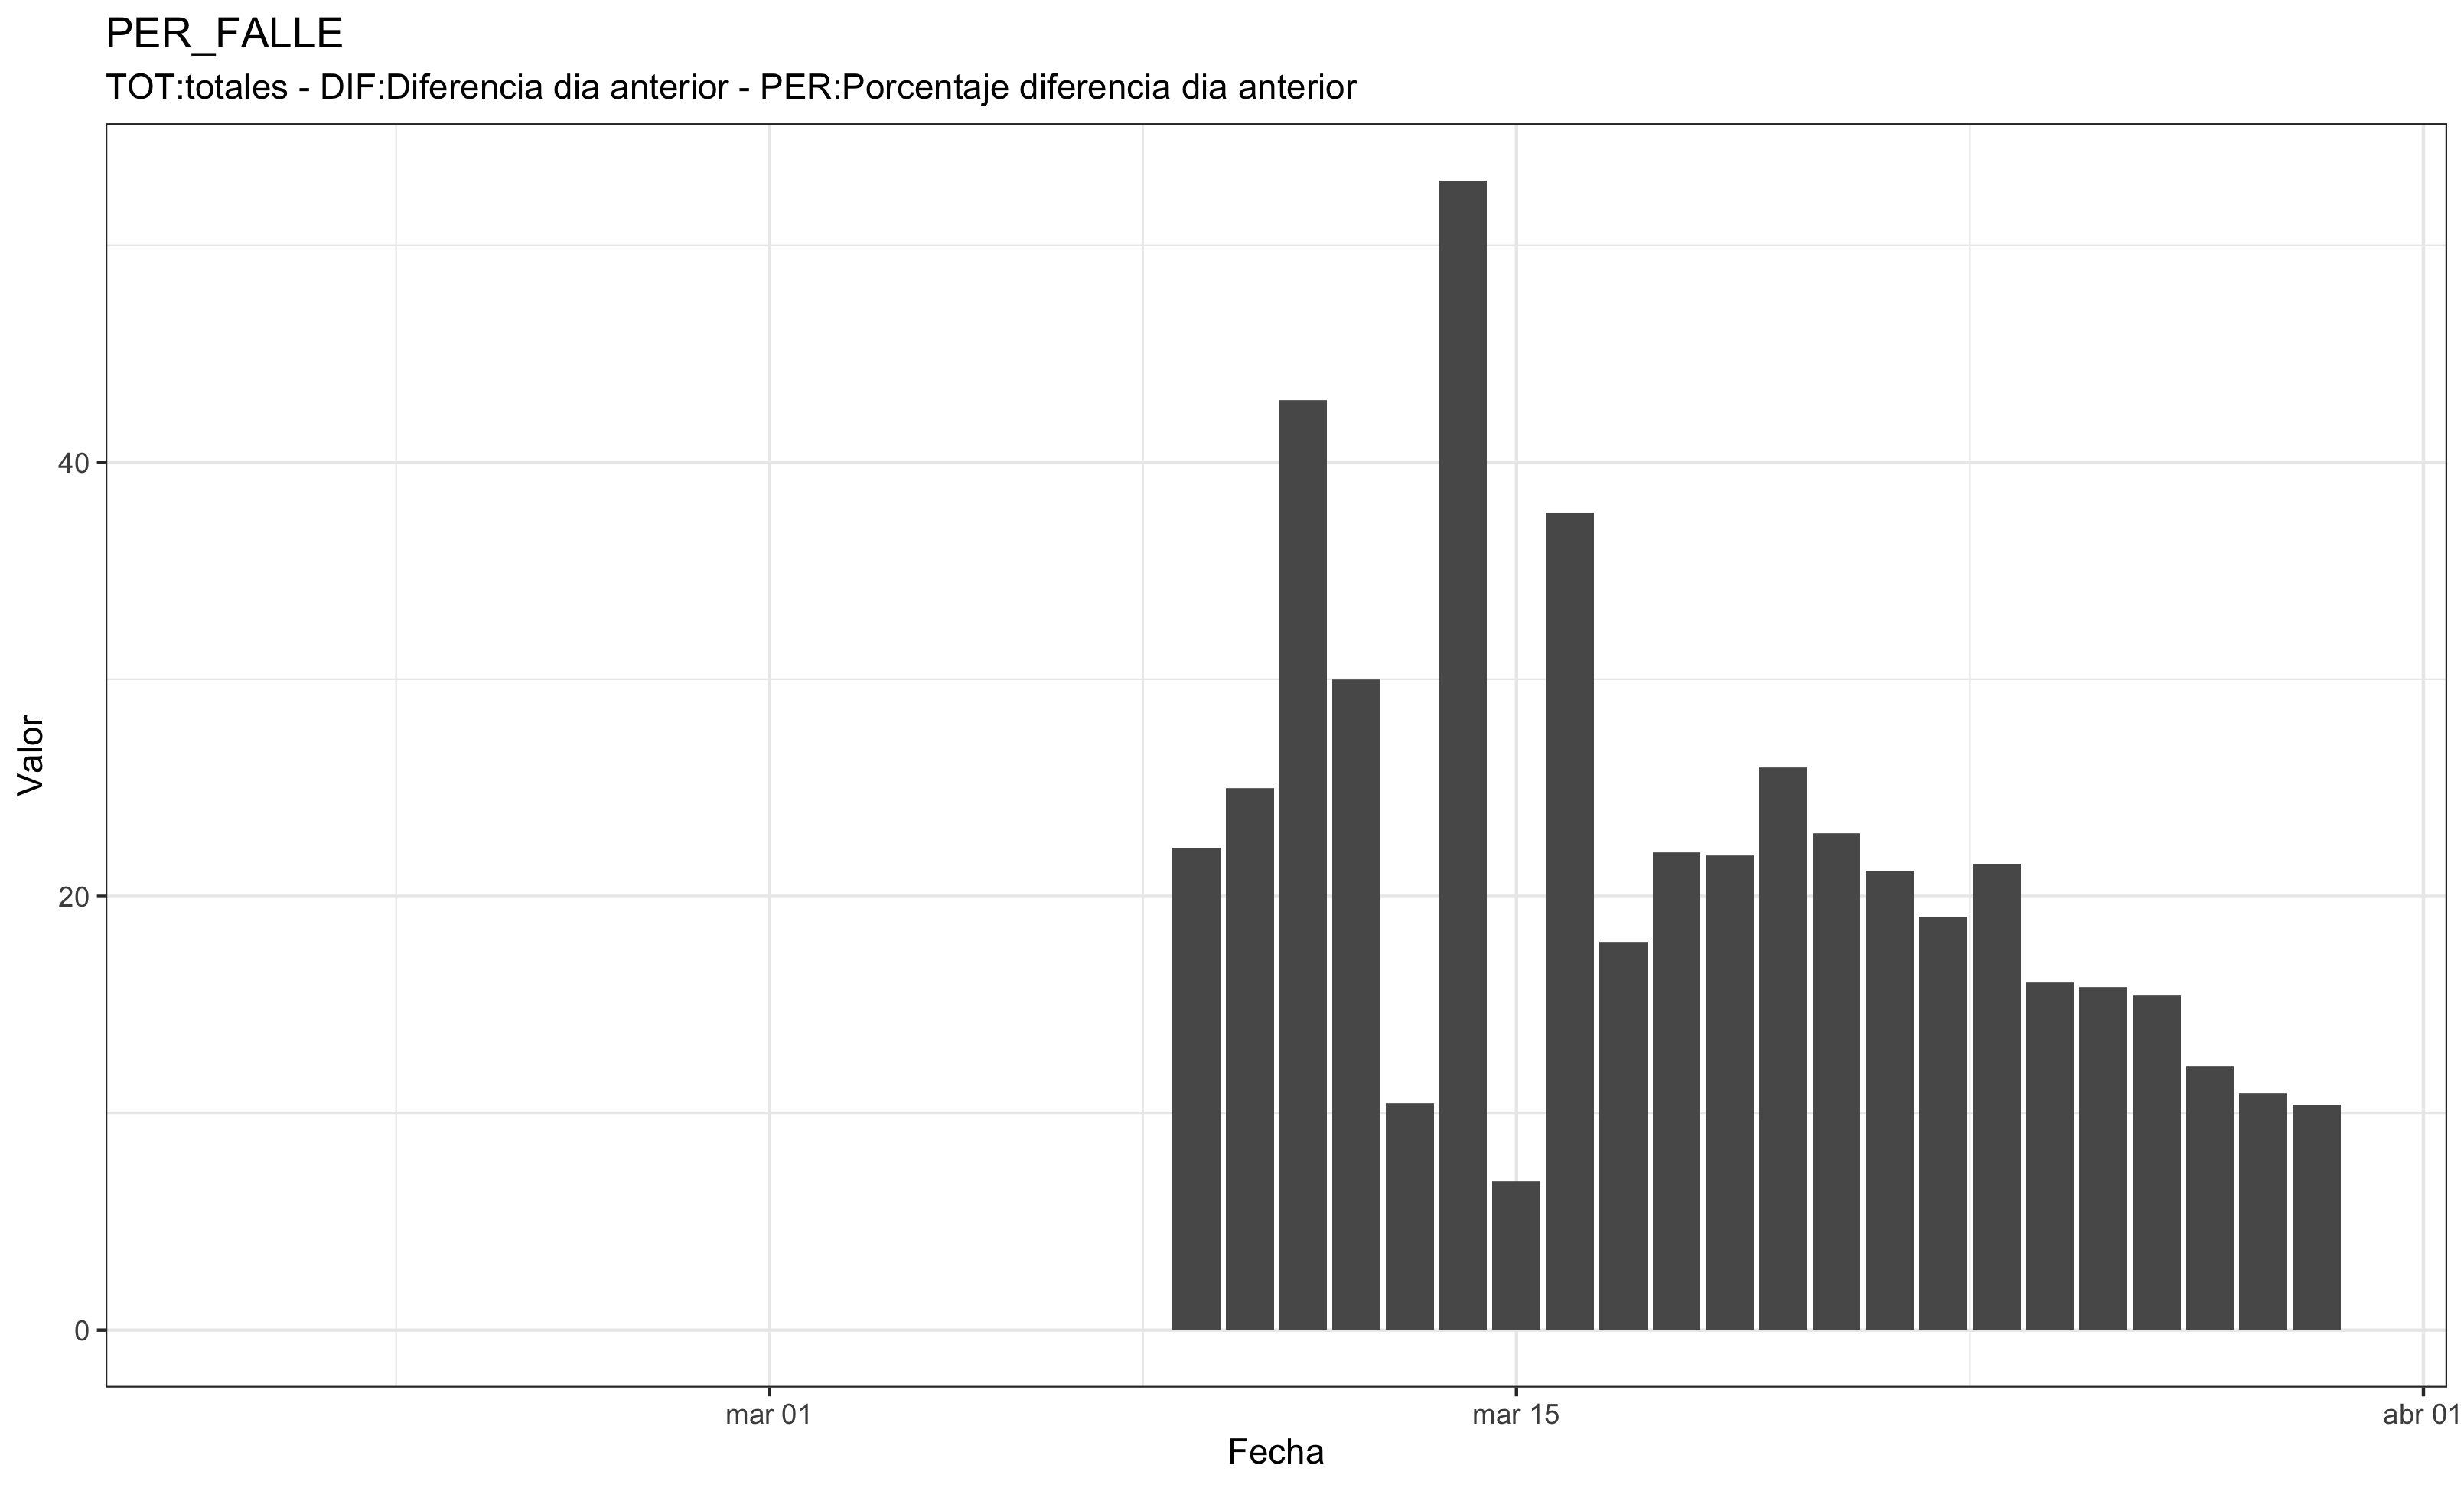 PER_FALLE
TOT:totales - DIF:Diferencia dia anterior - PER:Porcentaje diferencia dia anterior
40
20
0
Valor
mar 01
mar 15
abr 01
Fecha